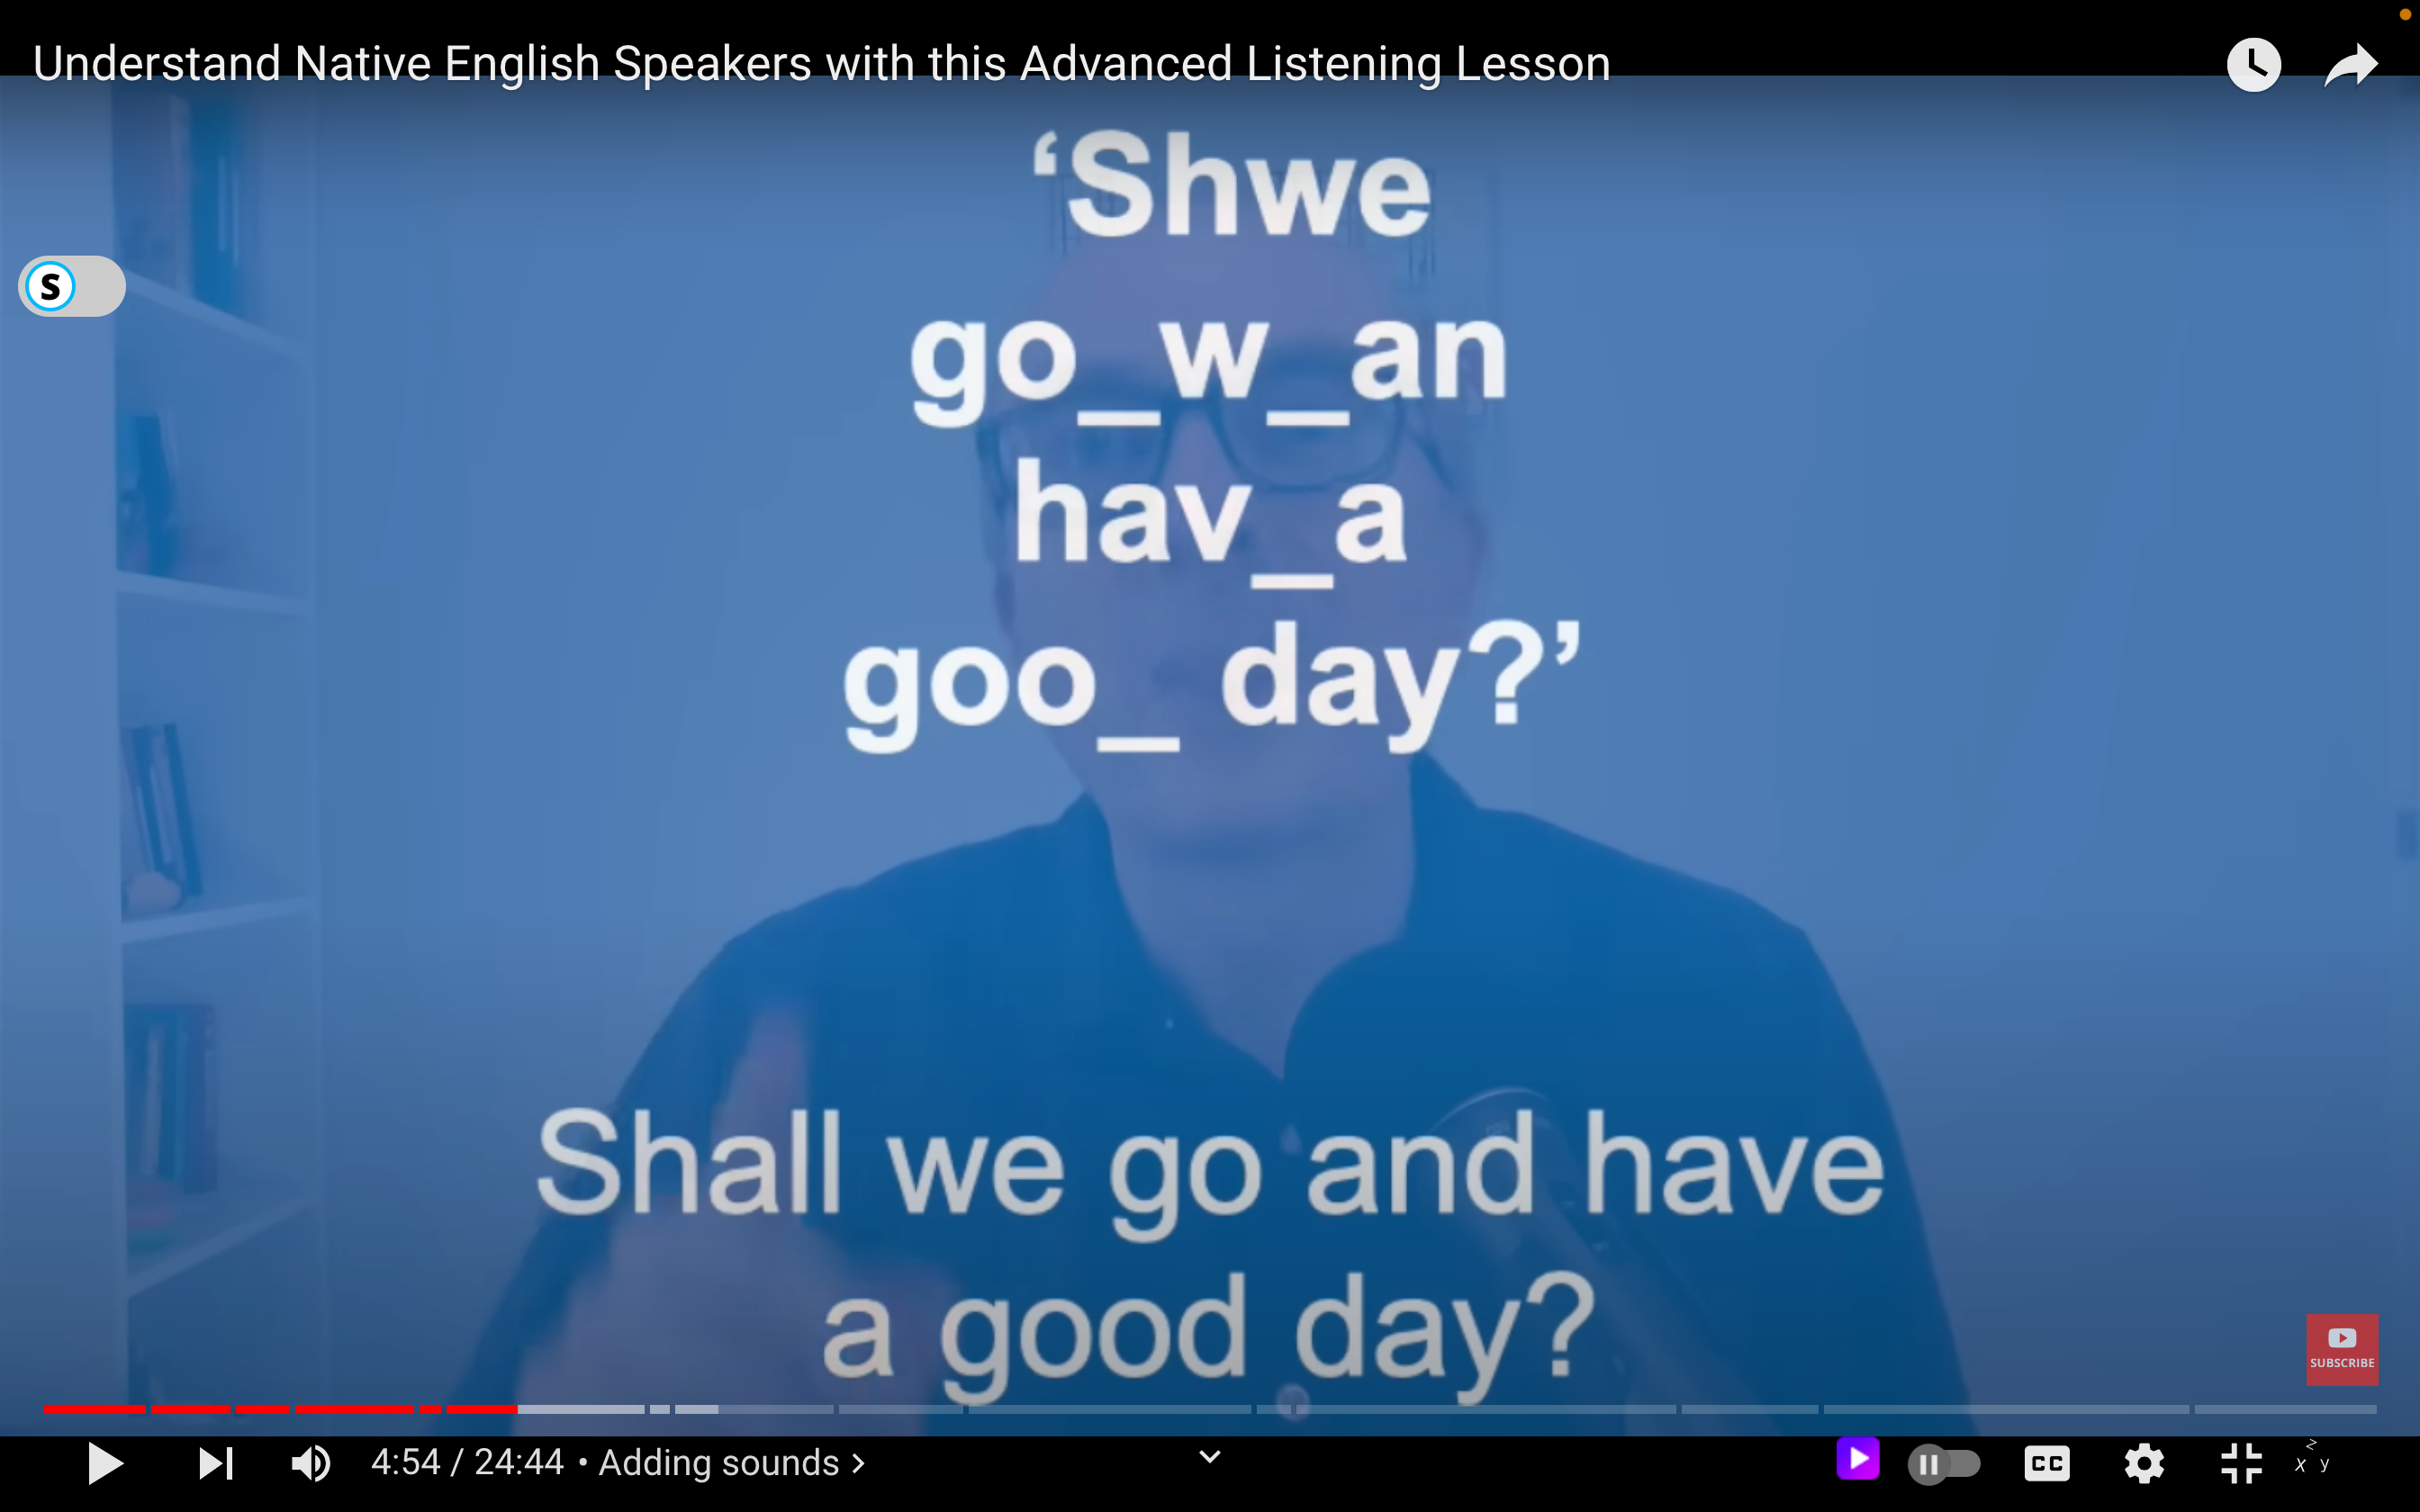 Understand Native English Speakers with this Advanced Listening Lesson
‘Shwe
S
go_w_an
hav_a
goo_ day?’
Shall we go and have
a good day?
SUBSCRIBE
4:54 / 24:44 • Adding sounds >
CC
x y z